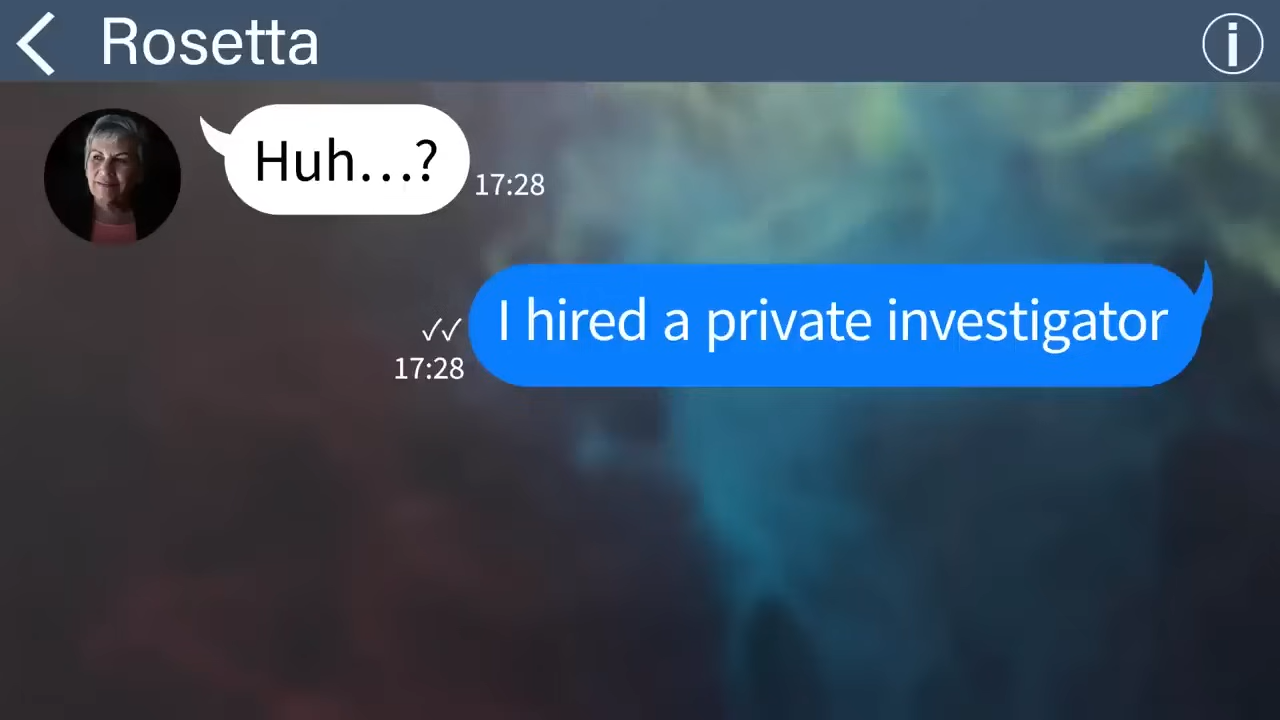 Rosetta
Huh...?
17:28
I hired a private investigator
17:28